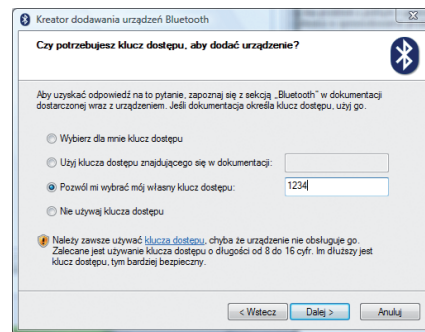 Kreator dodawania urządzeń Bluetooth
Czy potrzebujesz klucz dostępu, aby dodać urządzenie?
Aby uzyskać odpowiedź na to pytanie, zapoznaj się z sekcją „Bluetooth” w dokumentacji
dostarczonej wraz z urządzeniem. Jeśli dokumentacja określa klucz dostępu, użyj go.
Wybierz dla mnie klucz dostępu
Użyj klucza dostępu znajdującego się w dokumentacji:
Pozwól mi wybrać mój własny klucz dostępu: 1234
Nie używaj klucza dostępu
Należy zawsze używać klucza dostępu, chyba że urządzenie nie obsługuje go.
Zalecane jest używanie klucza dostępu o długości od 8 do 16 cyfr. Im dłuższy jest
klucz dostępu, tym bardziej bezpieczny.
< Wstecz Dalej > Anuluj